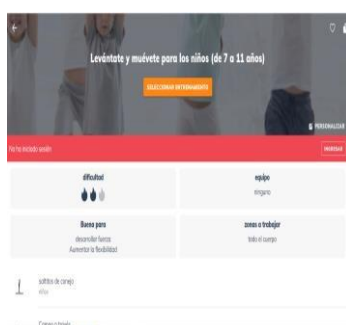 Levántate y muévete para los niños (de 7 a 11 años)
SELECCIONAR ENTRENAMIENTO
PERSONALIZAR
No ha iniciado sesión
INGRESAR
dificultad
equipo
ninguno
Bueno para
desarrollar fuerza
Aumentar la flexibilidad
zonas a trabajar
todo el cuerpo
saltitos de conejo